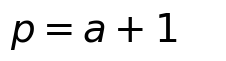 p = a + 1